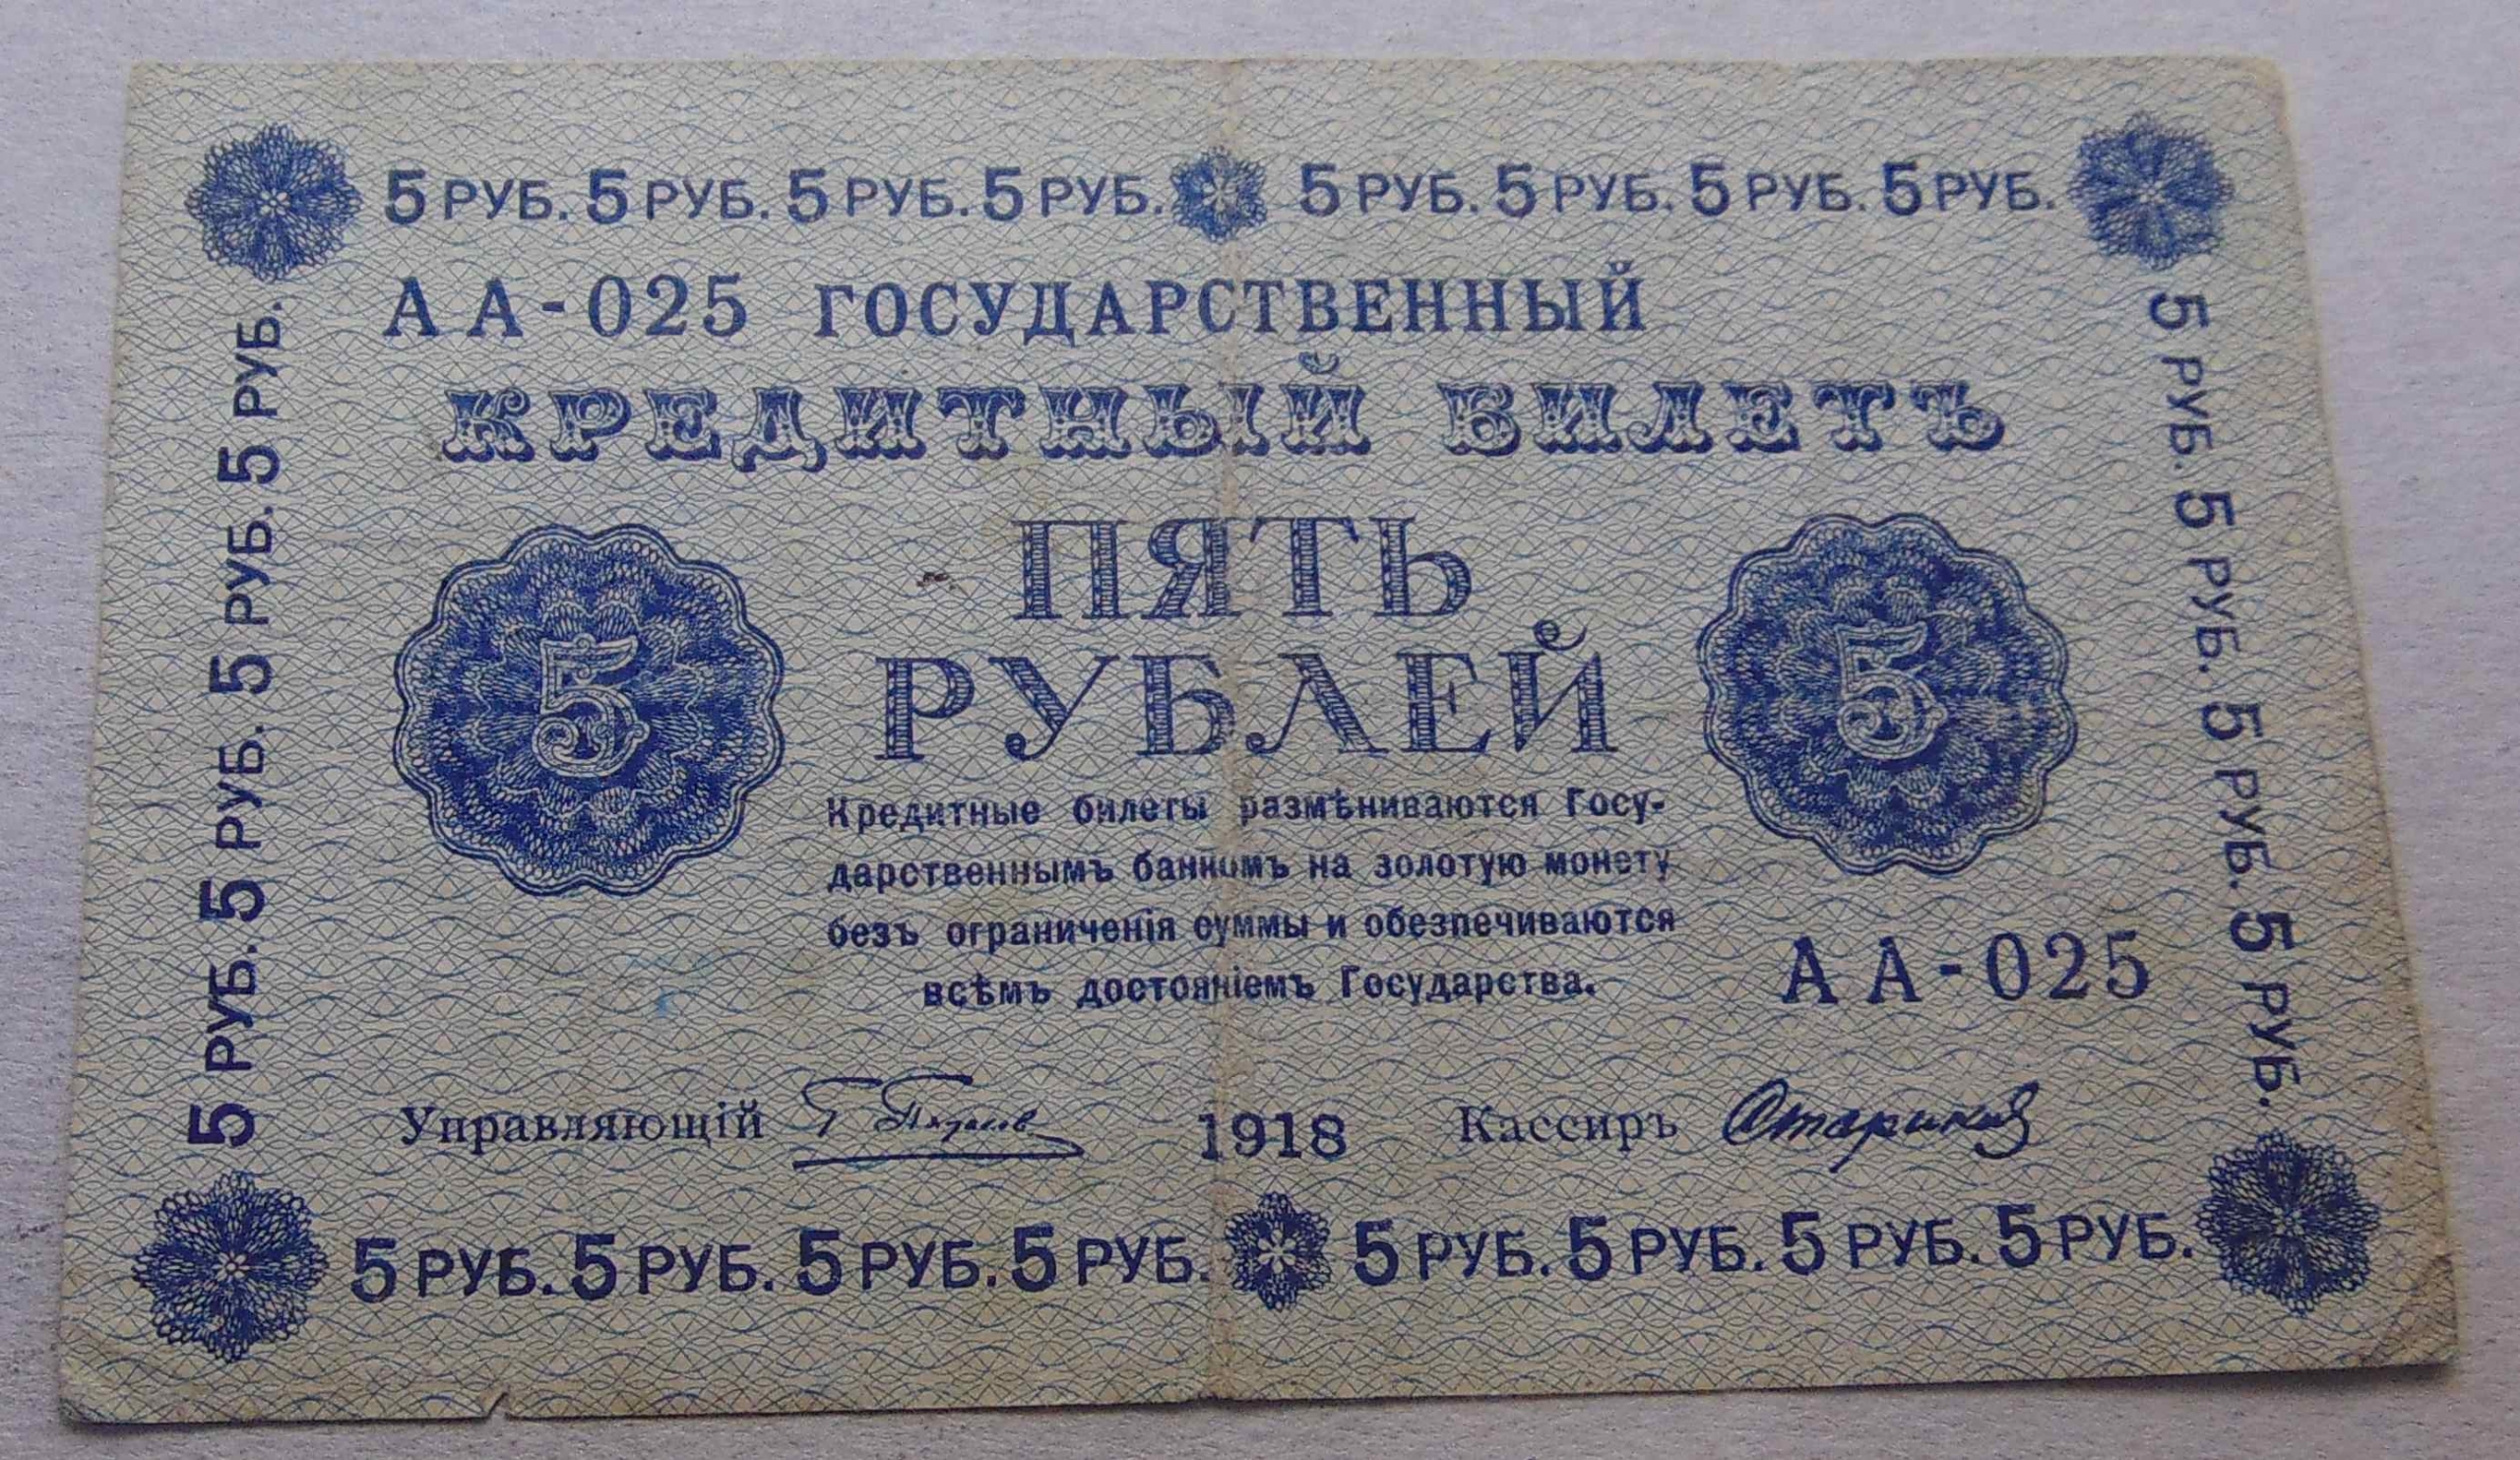 5 РУБ. 5 РУБ. 5 РУБ. 5 РУБ. 5 РУБ. 5 РУБ. 5 РУБ. 5 РУБ.
АА-025 ГОСУДАРСТВЕННЫЙ
КРЕДИТНЫЙ БИЛЕТЪ
ПЯТЬ
РУБЛЕЙ
5
5
Кредитные билеты размѣниваются Госу-
дарственнымъ банкомъ на золотую монету
безъ ограниченія суммы и обезпечиваются
всѣмъ достояніемъ Государства.
АА-025
Управляющій
1918
Кассиръ
5 РУБ. 5 РУБ. 5 РУБ. 5 РУБ. 5 РУБ. 5 РУБ. 5 РУБ. 5 РУБ.
5 РУБ. 5 РУБ. 5 РУБ. 5 РУБ.
5 РУБ. 5 РУБ. 5 РУБ. 5 РУБ.